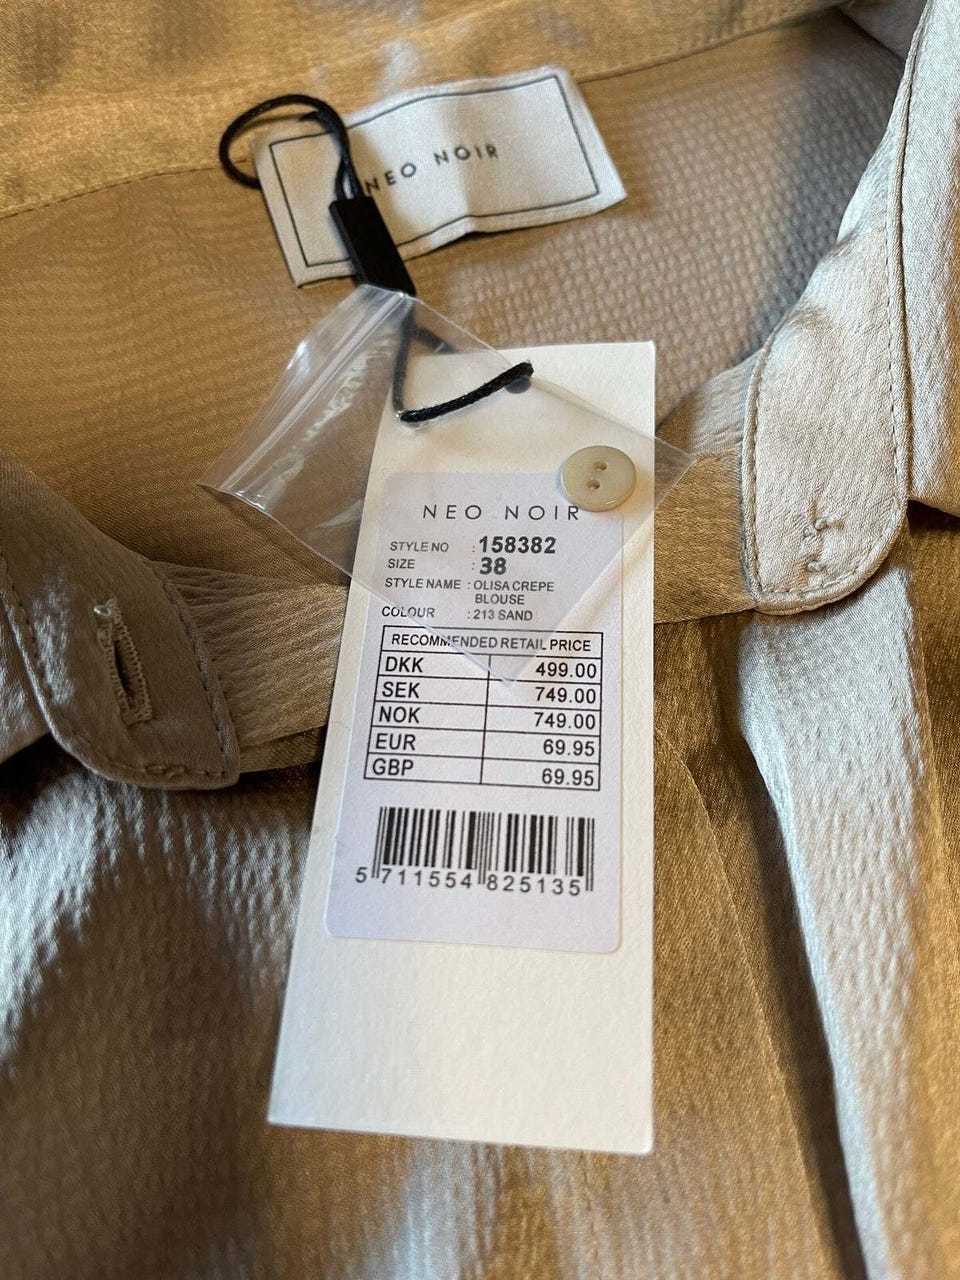 NEO NOIR
NEO NOIR
STYLE NO : 158382
SIZE : 38
STYLE NAME : OLISA CREPE
BLOUSE
COLOUR : 213 SAND
RECOMMENDED RETAIL PRICE
DKK 499.00
SEK 749.00
NOK 749.00
EUR 69.95
GBP 69.95
5 711554 825135